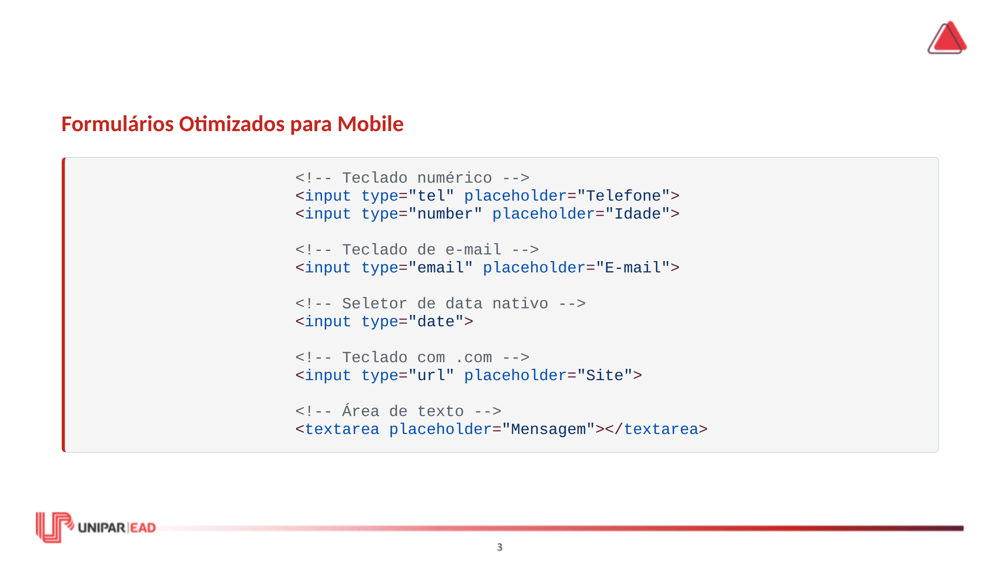 Formulários Otimizados para Mobile
<!-- Teclado numérico -->
<input type="tel" placeholder="Telefone">
<input type="number" placeholder="Idade">
<!-- Teclado de e-mail -->
<input type="email" placeholder="E-mail">
<!-- Seletor de data nativo -->
<input type="date">
<!-- Teclado com .com -->
<input type="url" placeholder="Site">
<!-- Área de texto -->
<textarea placeholder="Mensagem"></textarea>
UNIPAR|EAD
3